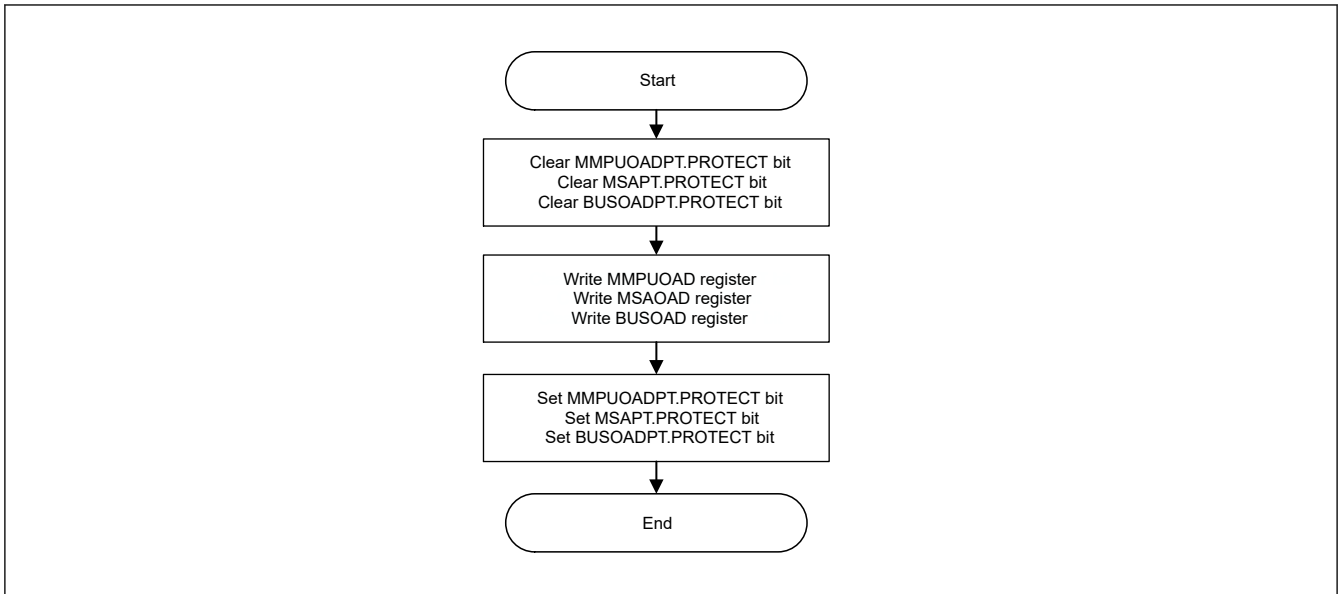 Start
Clear MMPUOADPT.PROTECT bit
Clear MSAPT.PROTECT bit
Clear BUSOADPT.PROTECT bit
Write MMPUOAD register
Write MSAOAD register
Write BUSOAD register
Set MMPUOADPT.PROTECT bit
Set MSAPT.PROTECT bit
Set BUSOADPT.PROTECT bit
End